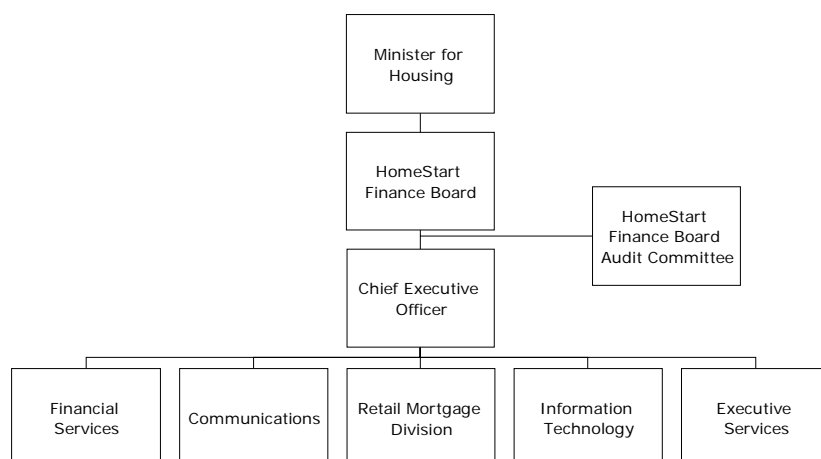 Minister for
Housing
HomeStart
Finance Board
HomeStart
Finance Board
Audit Committee
Chief Executive
Officer
Financial
Services
Communications
Retail Mortgage
Division
Information
Technology
Executive
Services